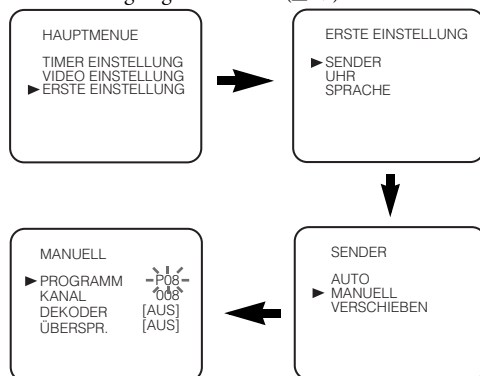 HAUPTMENUE
TIMER EINSTELLUNG
VIDEO EINSTELLUNG
ERSTE EINSTELLUNG
ERSTE EINSTELLUNG
SENDER
UHR
SPRACHE
SENDER
AUTO
MANUELL
VERSCHIEBEN
MANUELL
PROGRAMM P08
KANAL 008
DEKODER [AUS]
ÜBERSPR. [AUS]